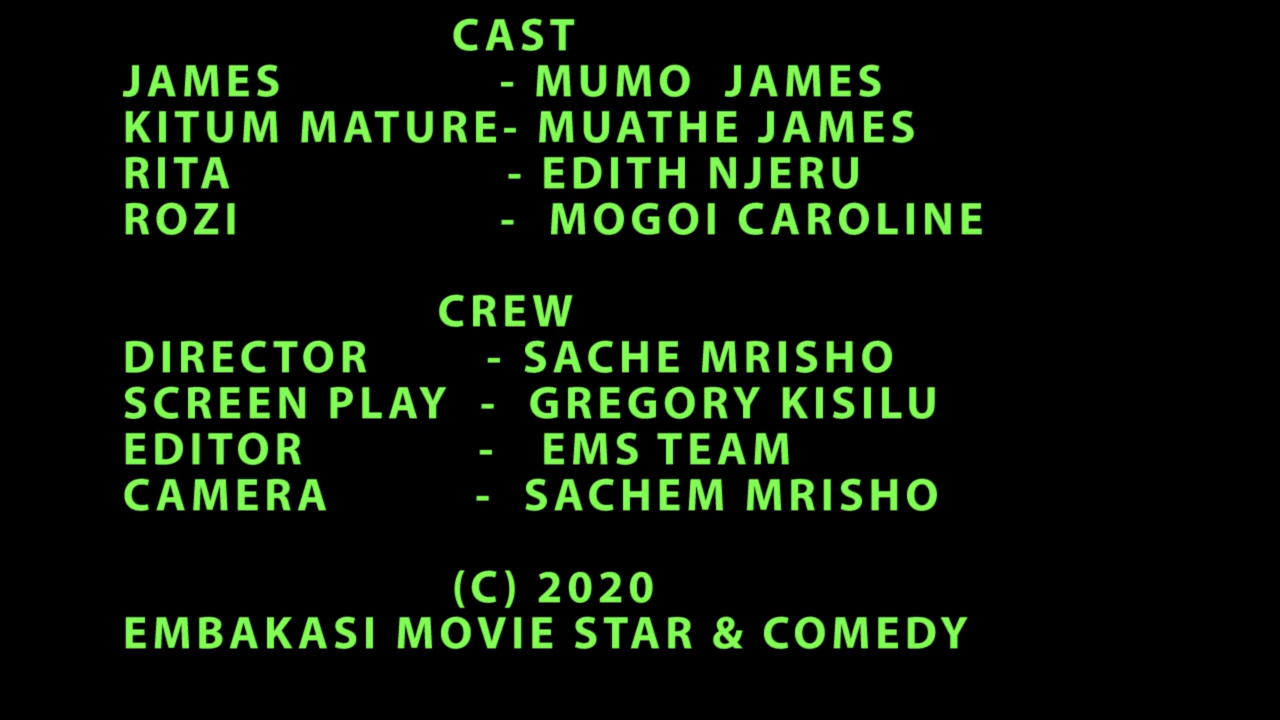 CAST
JAMES - MUMO JAMES
KITUM MATURE- MUATHE JAMES
RITA - EDITH NJERU
ROZI - MOGOI CAROLINE
CREW
DIRECTOR - SACHE MRISHO
SCREEN PLAY - GREGORY KISILU
EDITOR - EMS TEAM
CAMERA - SACHEM MRISHO
(C) 2020
EMBAKASI MOVIE STAR & COMEDY